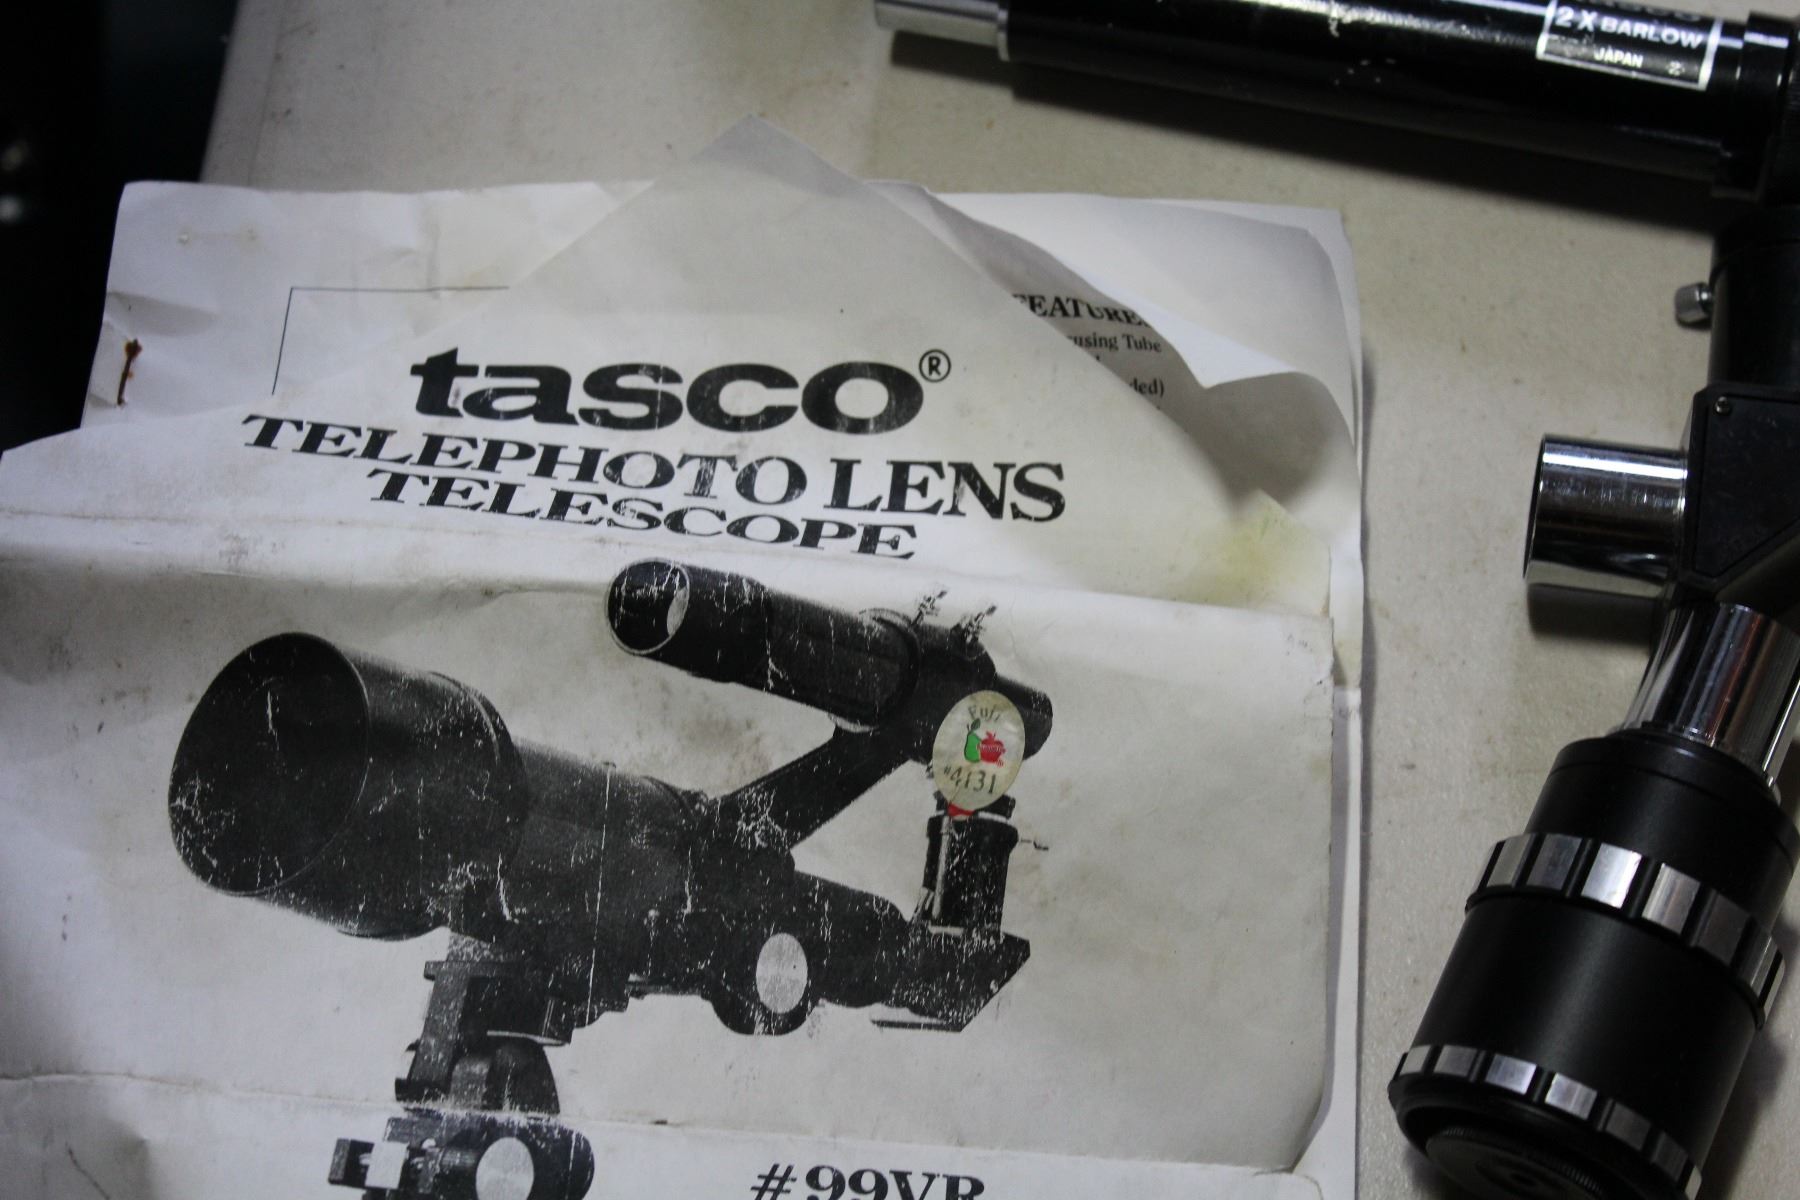 2 X BARLOW
JAPAN
tasco®
TELEPHOTO LENS
TELESCOPE
FEATURE
using Tube
ded)
Fuji
#4131
#99VR